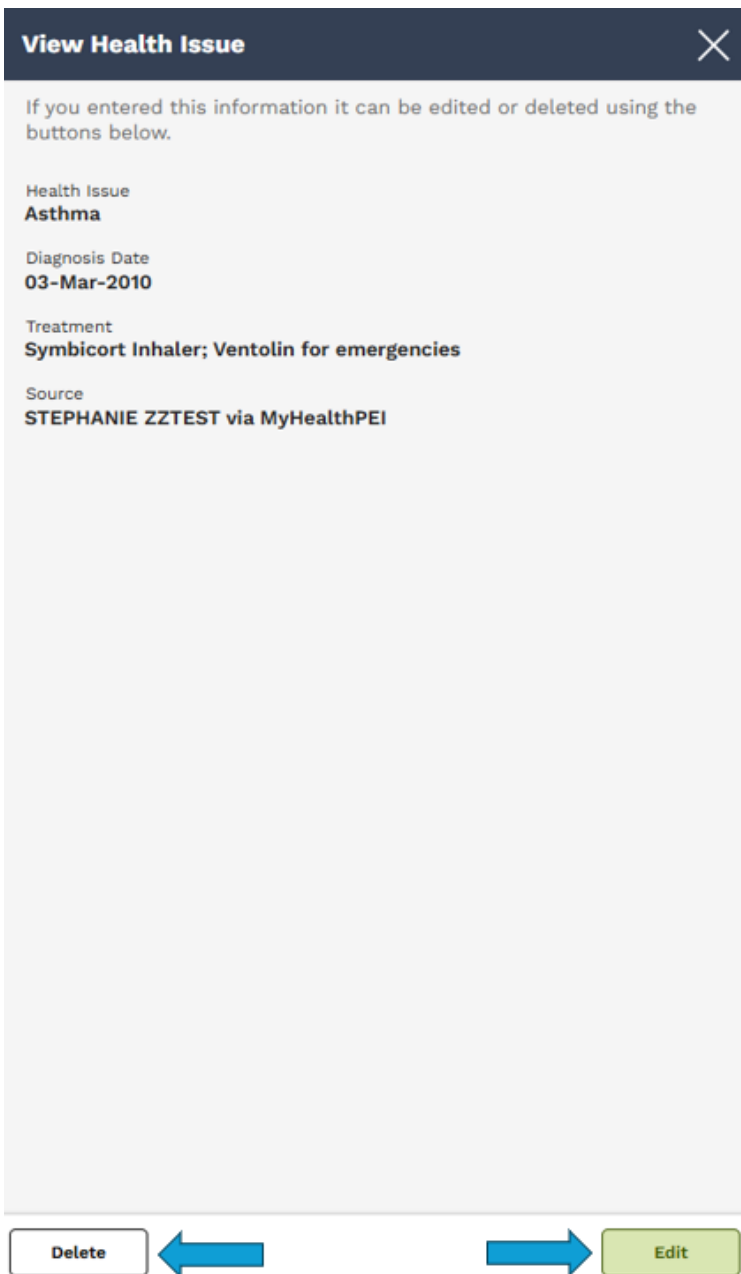 View Health Issue
If you entered this information it can be edited or deleted using the
buttons below.
Health Issue
Asthma
Diagnosis Date
03-Mar-2010
Treatment
Symbicort Inhaler; Ventolin for emergencies
Source
STEPHANIE ZZTEST via MyHealthPEI
Delete
Edit